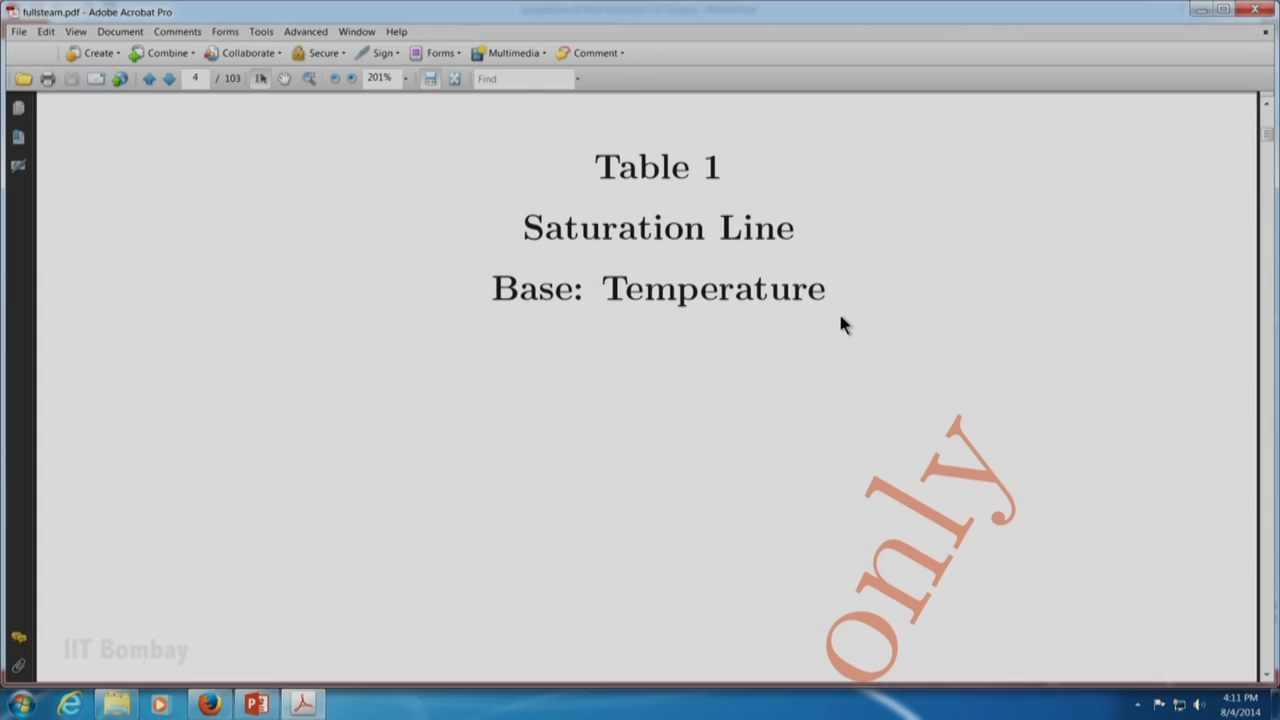 fullsteam.pdf - Adobe Acrobat Pro
File Edit View Document Comments Forms Tools Advanced Window Help
Create Combine Collaborate Secure Sign Forms Multimedia Comment
4 / 103 201% Find
Table 1
Saturation Line
Base: Temperature
only
IIT Bombay
4:11 PM
8/4/2014